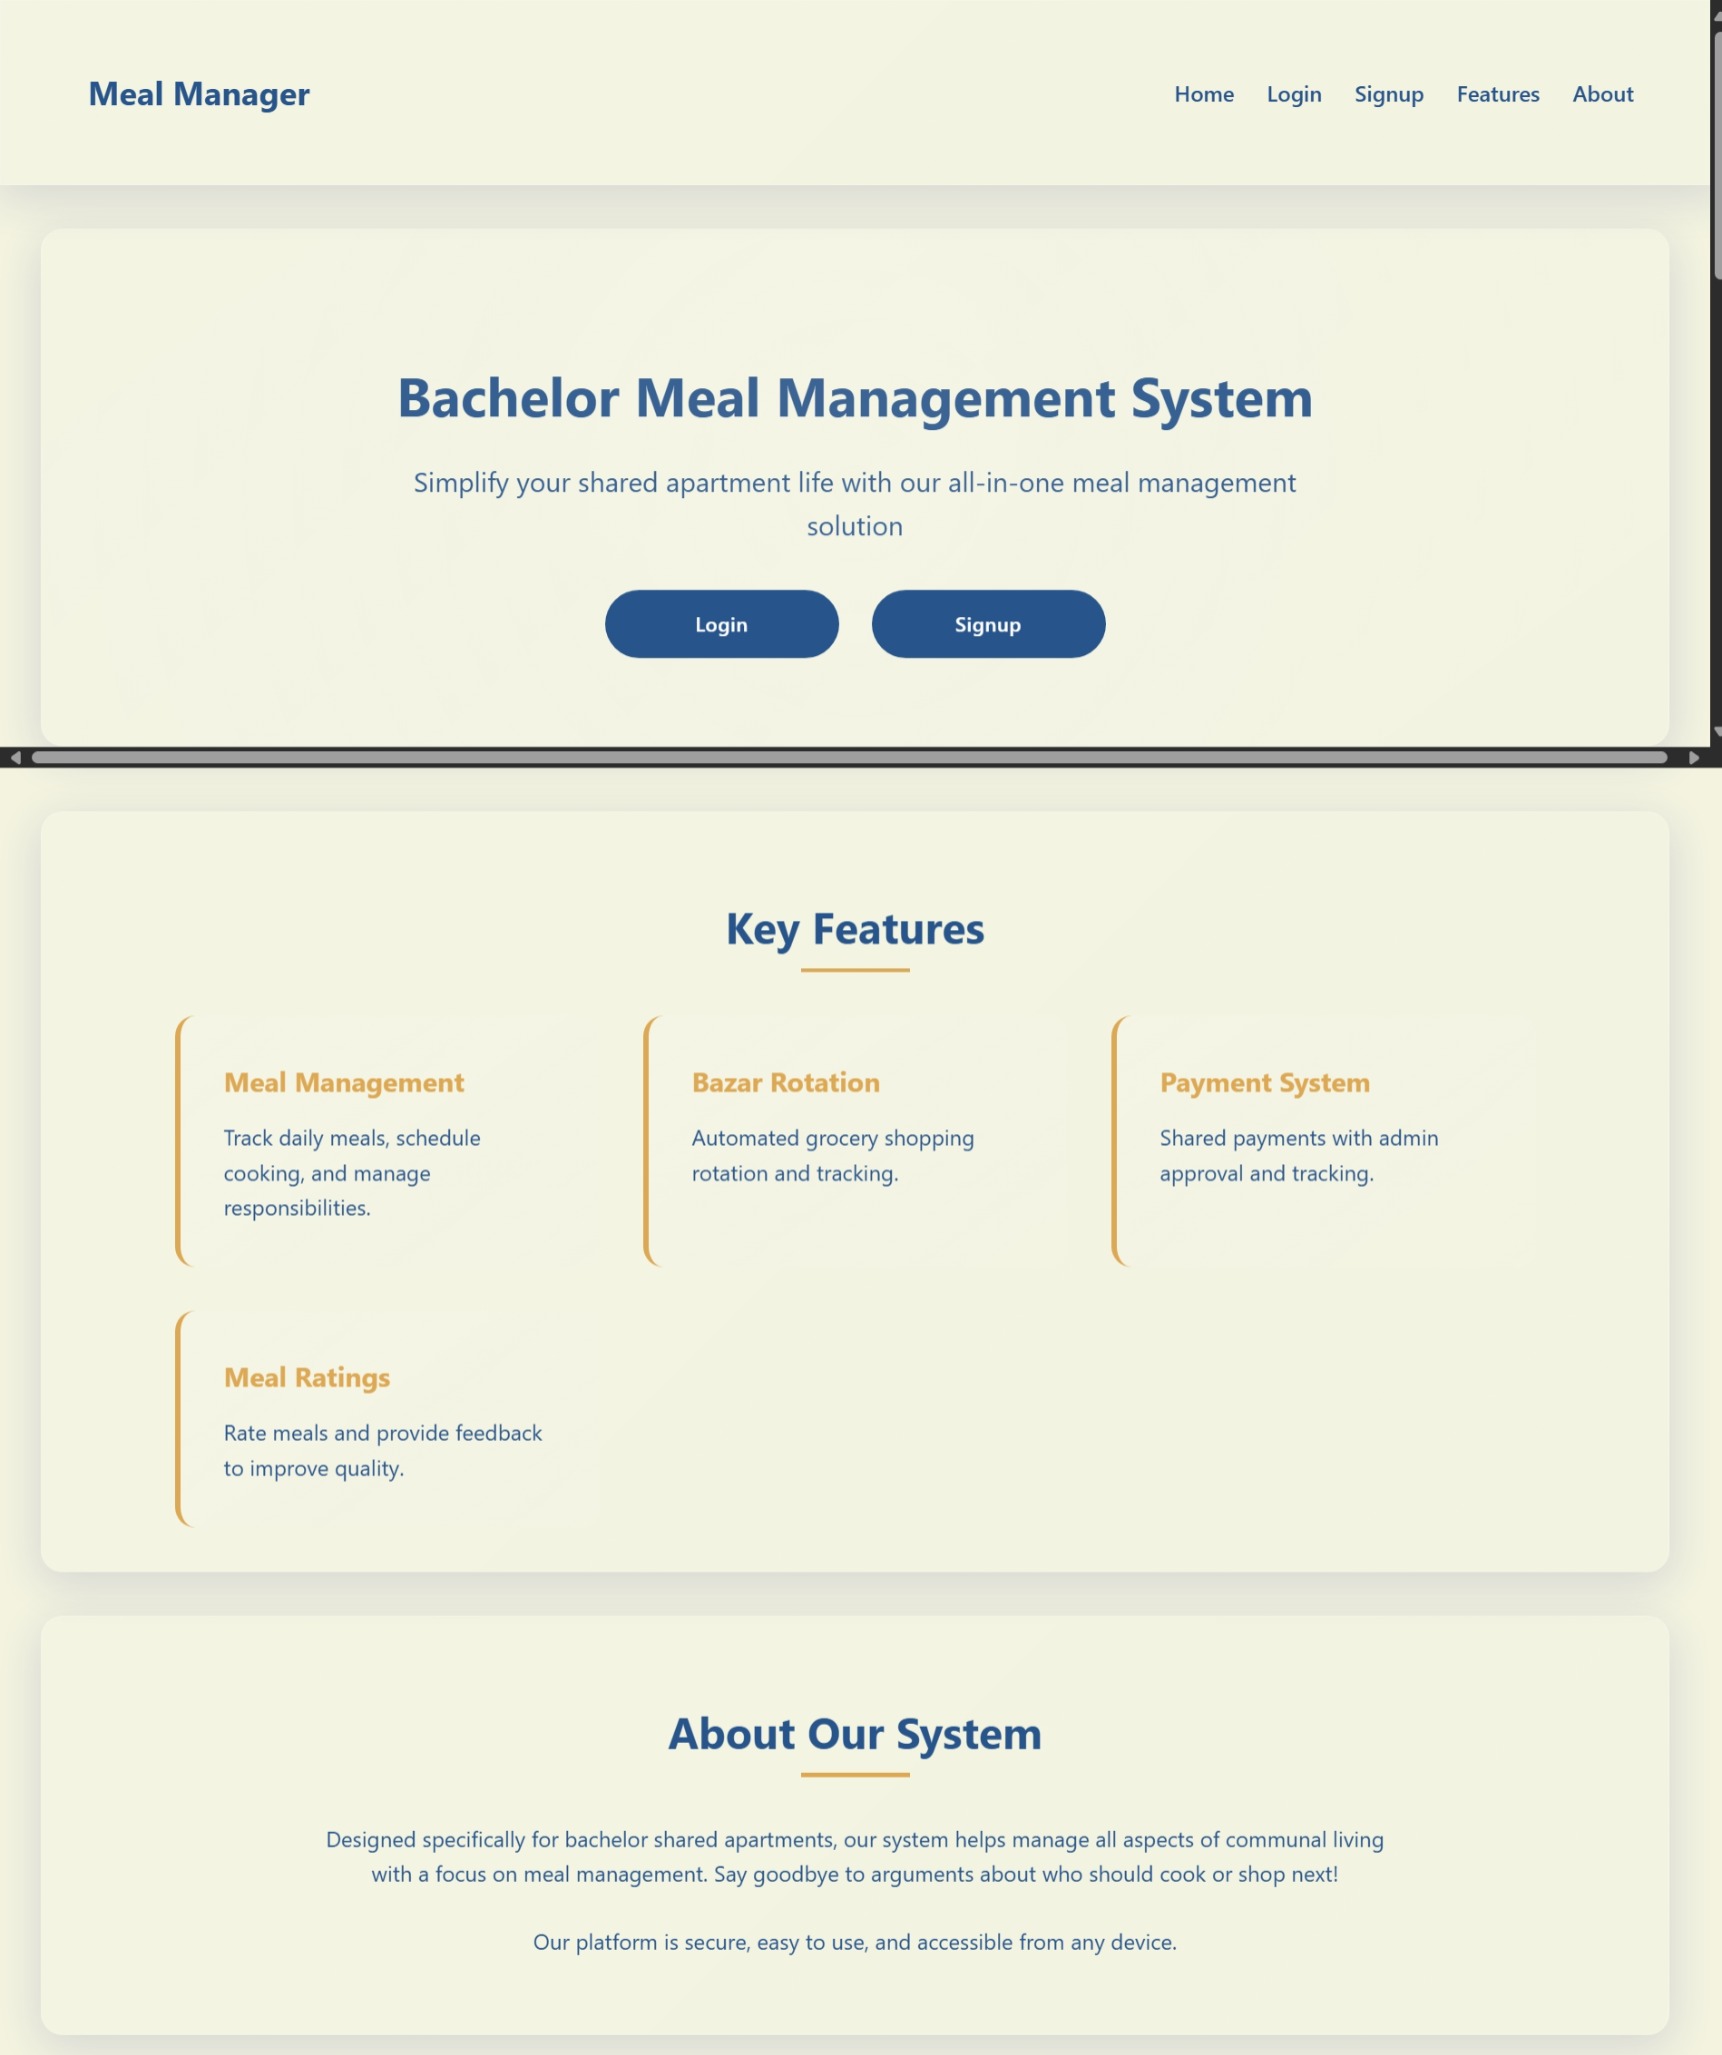 Meal Manager
Home Login Signup Features About
Bachelor Meal Management System
Simplify your shared apartment life with our all-in-one meal management
solution
Login Signup
Key Features
Meal Management
Track daily meals, schedule
cooking, and manage
responsibilities.
Bazar Rotation
Automated grocery shopping
rotation and tracking.
Payment System
Shared payments with admin
approval and tracking.
Meal Ratings
Rate meals and provide feedback
to improve quality.
About Our System
Designed specifically for bachelor shared apartments, our system helps manage all aspects of communal living
with a focus on meal management. Say goodbye to arguments about who should cook or shop next!
Our platform is secure, easy to use, and accessible from any device.